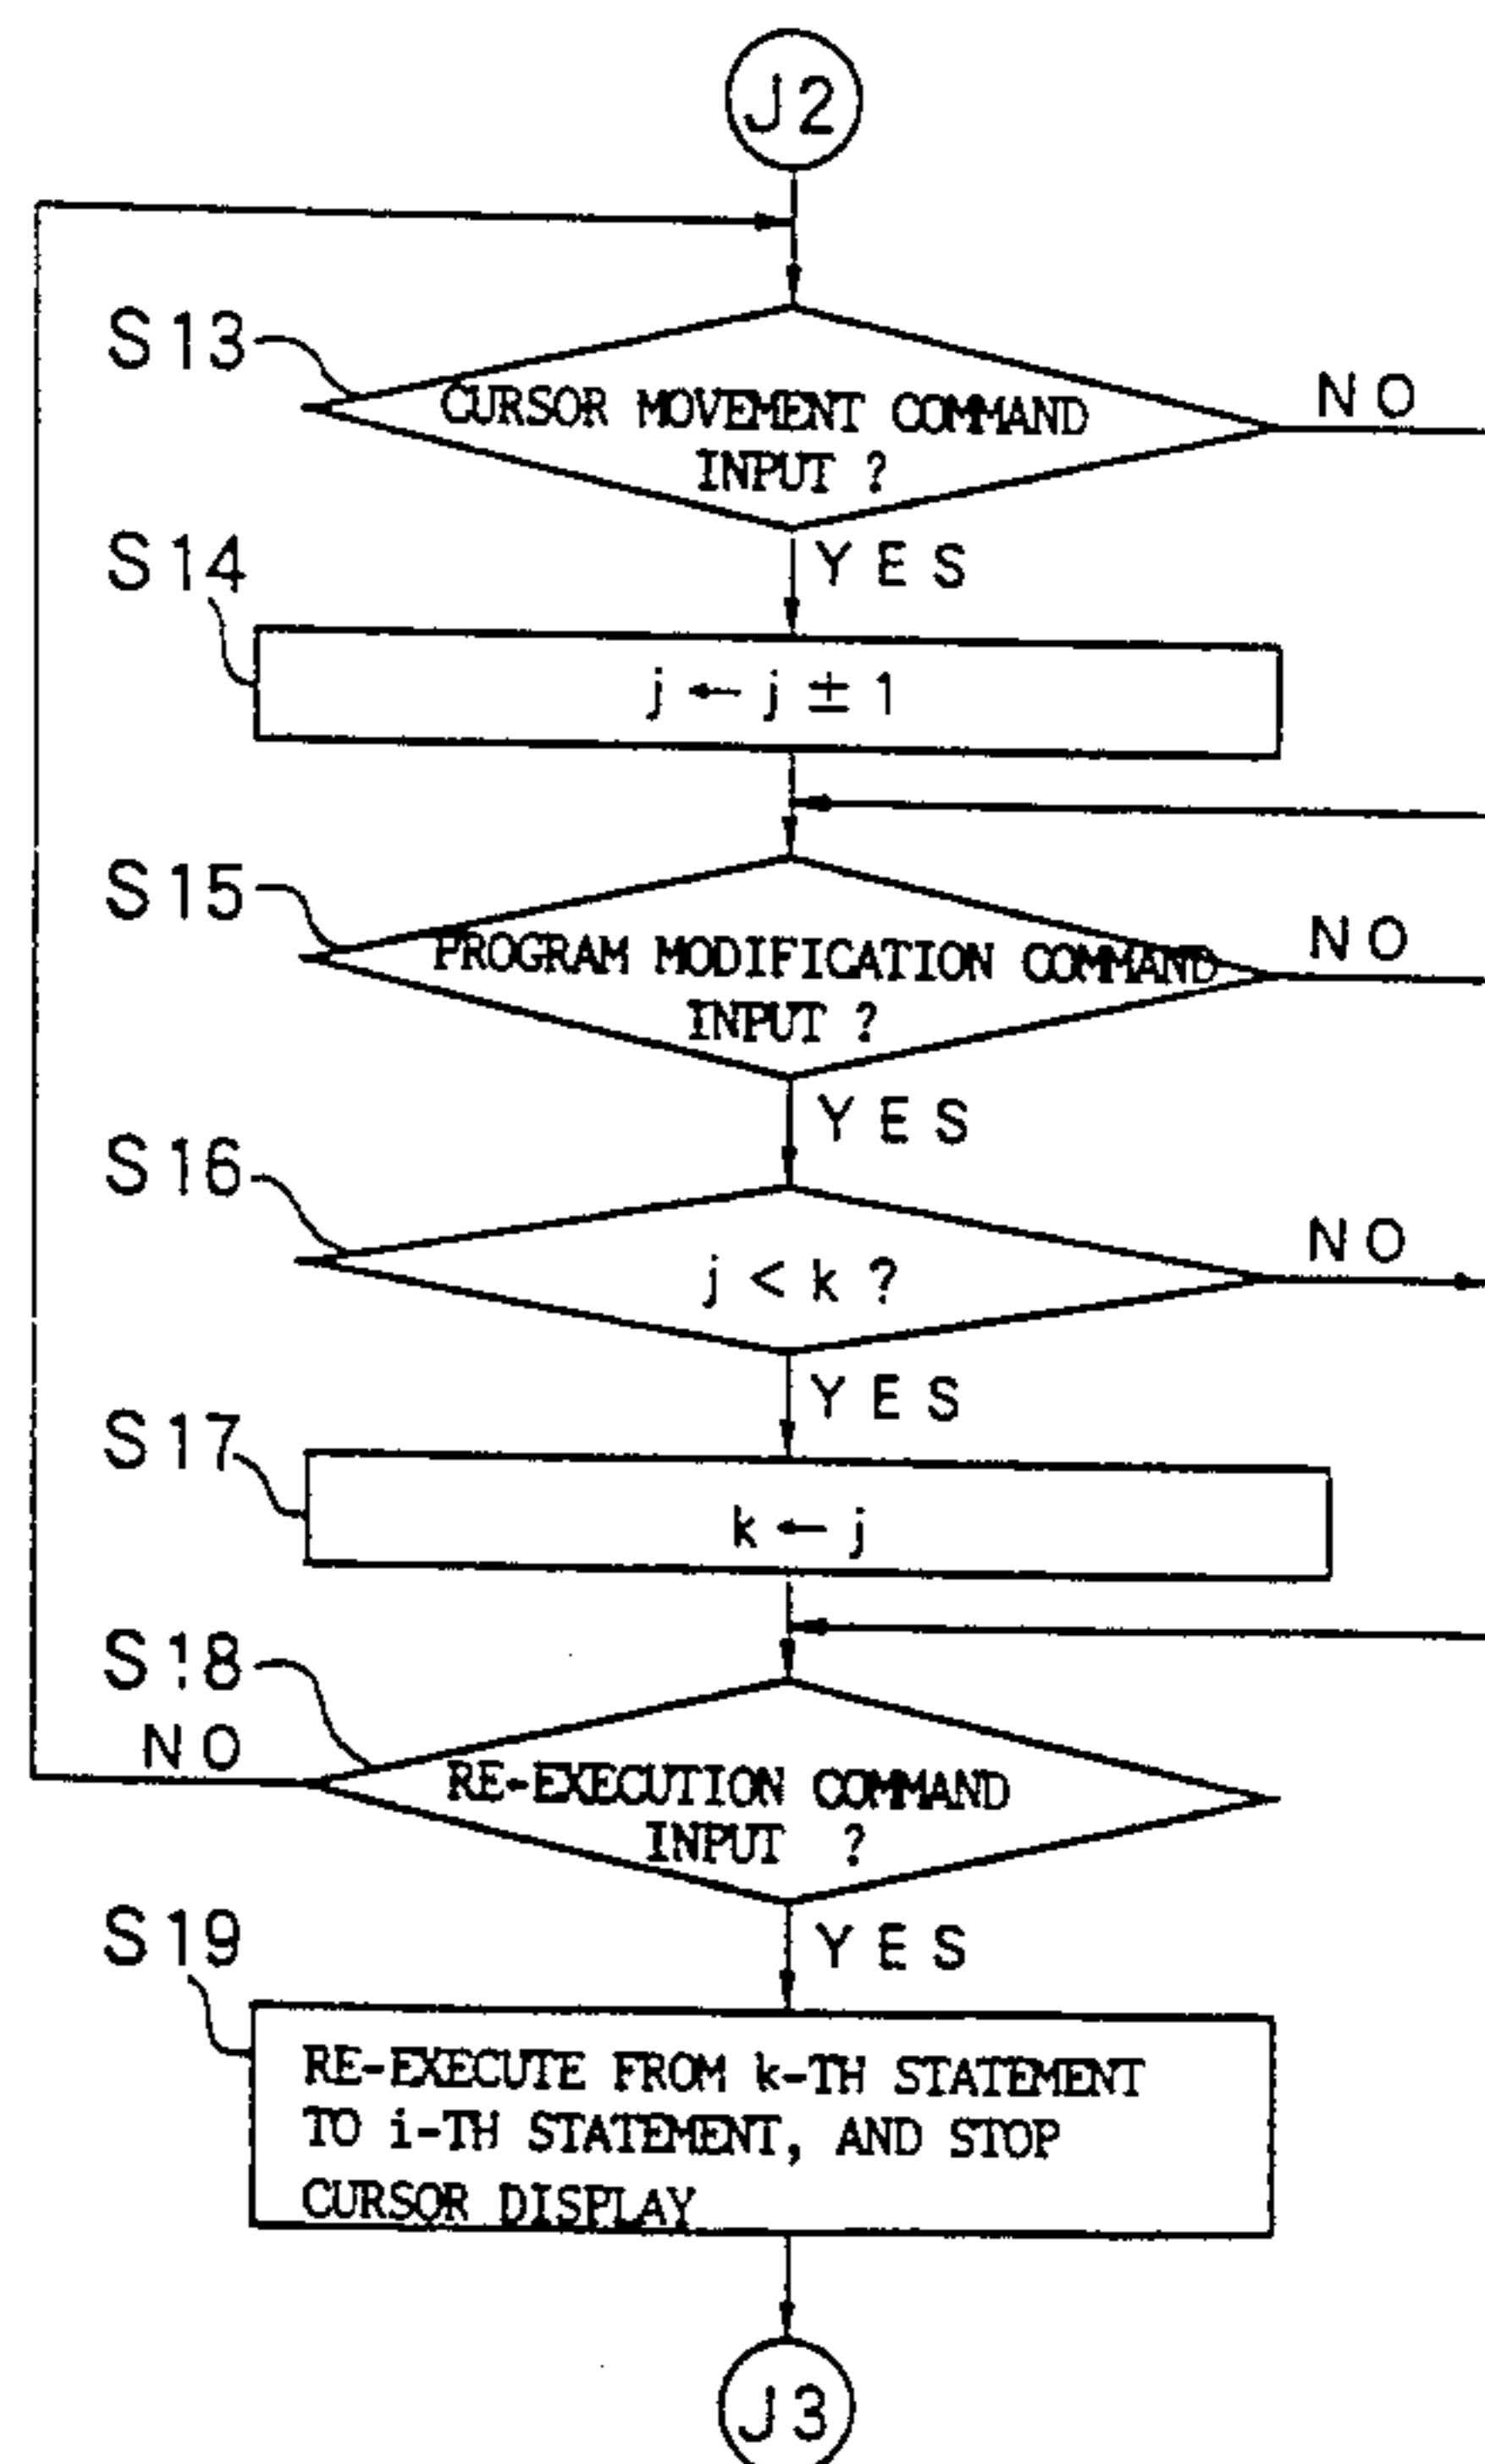 J2
S13
CURSOR MOVEMENT COMMAND
INPUT ?
NO
YES
S14
j ← j ± 1
S15
PROGRAM MODIFICATION COMMAND
INPUT ?
NO
YES
S16
j < k ?
NO
YES
S17
k ← j
S18
NO
RE-EXECUTION COMMAND
INPUT ?
YES
S19
RE-EXECUTE FROM k-TH STATEMENT
TO i-TH STATEMENT, AND STOP
CURSOR DISPLAY
J3